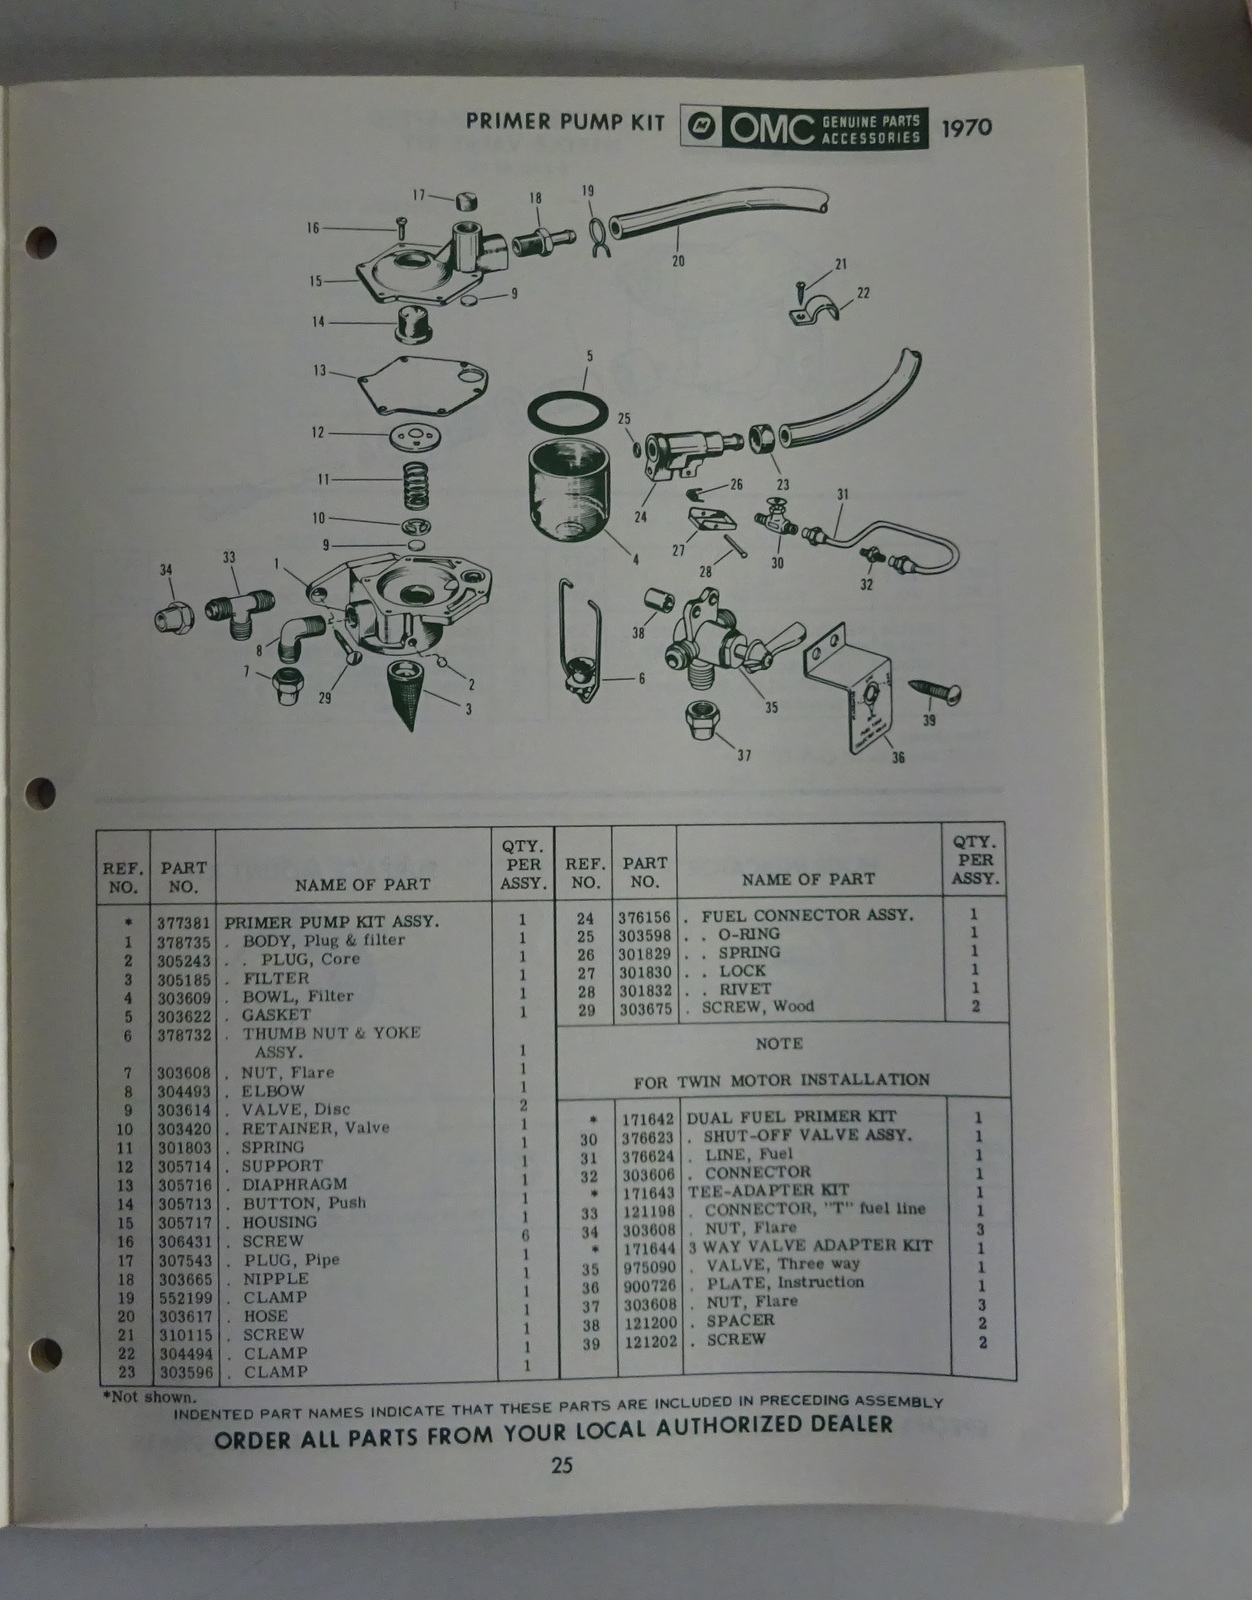 PRIMER PUMP KIT OMC GENUINE PARTS ACCESSORIES 1970
17
18
19
16
20
15
9
21
22
14
13
5
12
25
11
23
26
24
31
10
9
27
28
30
4
32
34
33
1
38
8
7
29
2
3
6
35
39
37
36
REF. NO. PART NO. NAME OF PART QTY. PER ASSY. REF. NO. PART NO. NAME OF PART QTY. PER ASSY.
* 377381 PRIMER PUMP KIT ASSY. 1
1 378735 . BODY, Plug & filter 1
2 305243 . . PLUG, Core 1
3 305185 . FILTER 1
4 303609 . BOWL, Filter 1
5 303622 . GASKET 1
6 378732 . THUMB NUT & YOKE
ASSY. 1
7 303608 . NUT, Flare 1
8 304493 . ELBOW 1
9 303614 . VALVE, Disc 2
10 303420 . RETAINER, Valve 1
11 301803 . SPRING 1
12 305714 . SUPPORT 1
13 305716 . DIAPHRAGM 1
14 305713 . BUTTON, Push 1
15 305717 . HOUSING 1
16 306431 . SCREW 6
17 307543 . PLUG, Pipe 1
18 303665 . NIPPLE 1
19 552199 . CLAMP 1
20 303617 . HOSE 1
21 310115 . SCREW 1
22 304494 . CLAMP 1
23 303596 . CLAMP 1
24 376156 . FUEL CONNECTOR ASSY. 1
25 303598 . . O-RING 1
26 301829 . . SPRING 1
27 301830 . . LOCK 1
28 301832 . . RIVET 1
29 303675 . SCREW, Wood 2
NOTE
FOR TWIN MOTOR INSTALLATION
* 171642 DUAL FUEL PRIMER KIT 1
30 376623 . SHUT-OFF VALVE ASSY. 1
31 376624 . LINE, Fuel 1
32 303606 . CONNECTOR 1
* 171643 TEE-ADAPTER KIT 1
33 121198 . CONNECTOR, "T" fuel line 1
34 303608 . NUT, Flare 3
* 171644 3 WAY VALVE ADAPTER KIT 1
35 975090 . VALVE, Three way 1
36 900726 . PLATE, Instruction 1
37 303608 . NUT, Flare 3
38 121200 . SPACER 2
39 121202 . SCREW 2
*Not shown.
INDENTED PART NAMES INDICATE THAT THESE PARTS ARE INCLUDED IN PRECEDING ASSEMBLY
ORDER ALL PARTS FROM YOUR LOCAL AUTHORIZED DEALER
25